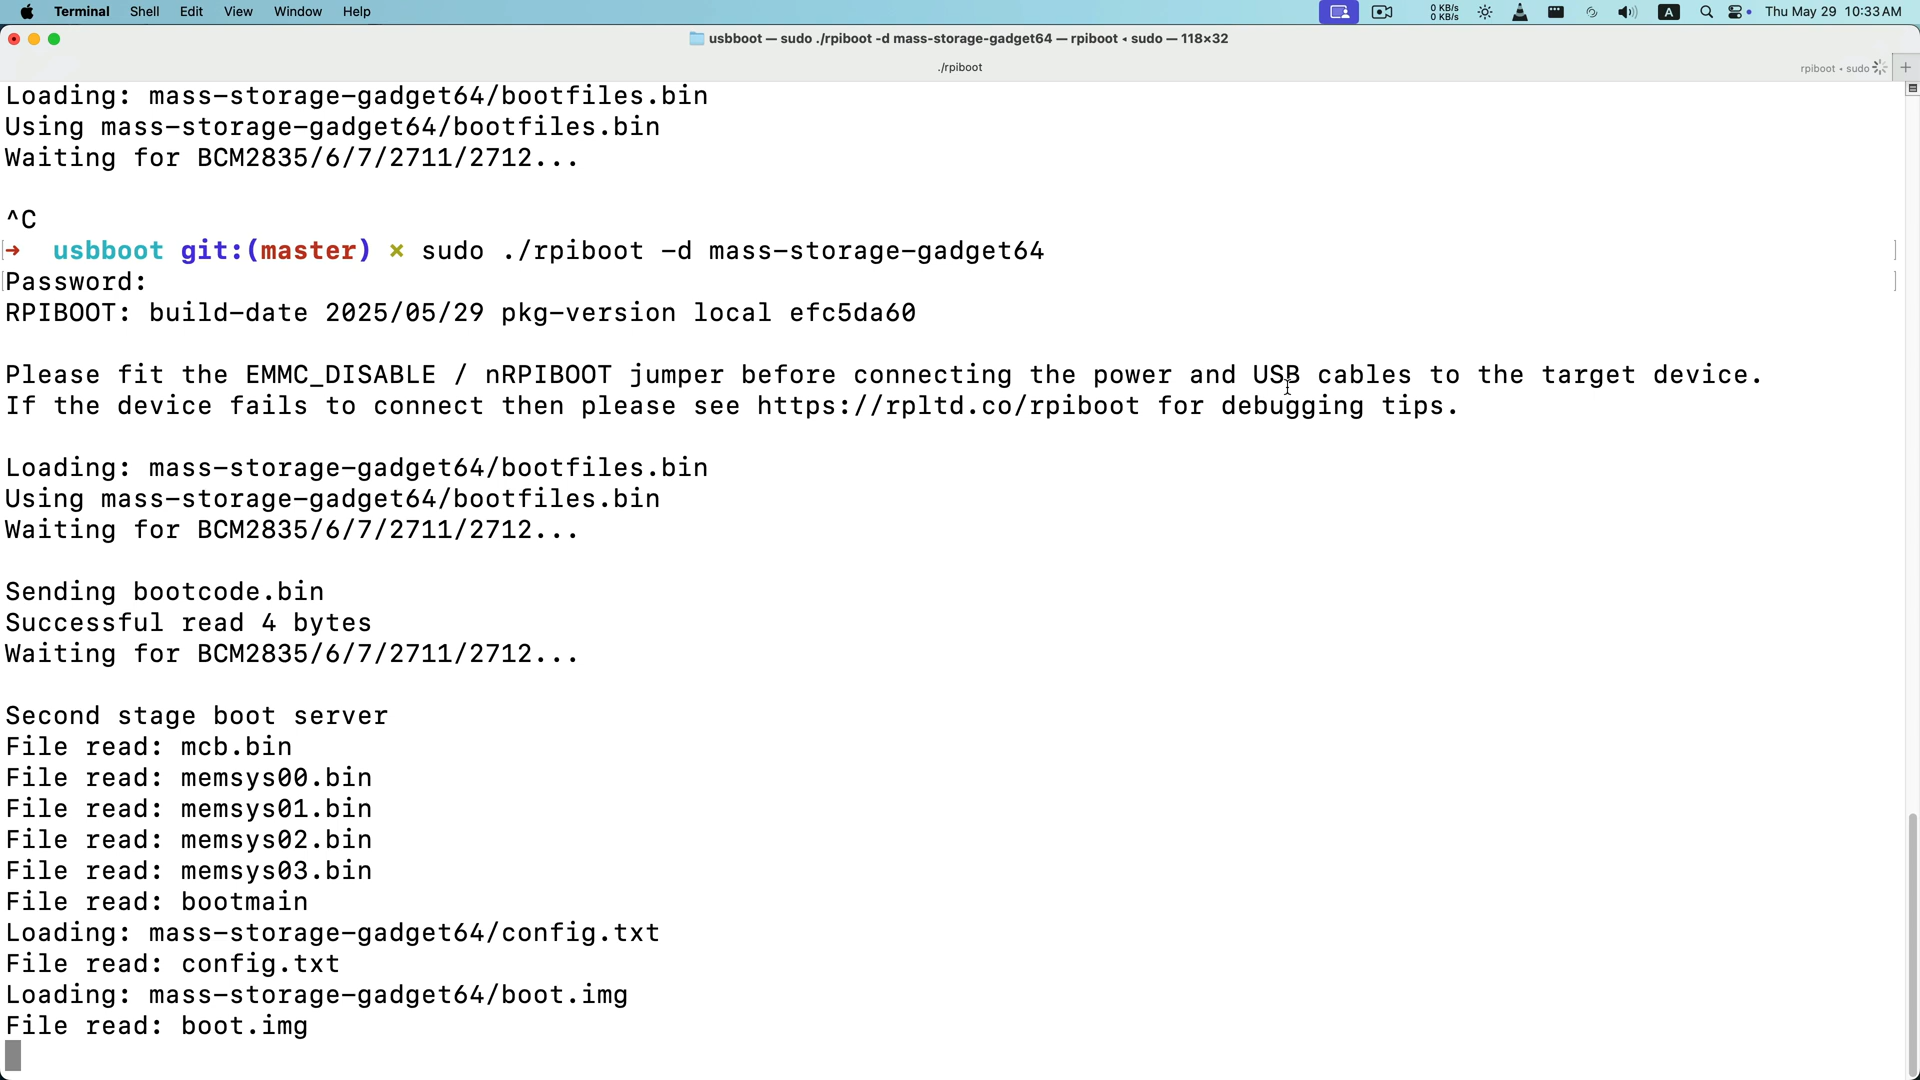 Terminal Shell Edit View Window Help 0 KB/s 0 KB/s A Thu May 29 10:33 AM
usbboot — sudo ./rpiboot -d mass-storage-gadget64 — rpiboot ◂ sudo — 118×32
./rpiboot rpiboot • sudo +
Loading: mass-storage-gadget64/bootfiles.bin
Using mass-storage-gadget64/bootfiles.bin
Waiting for BCM2835/6/7/2711/2712...
^C
[➜ usbboot git:(master) × sudo ./rpiboot -d mass-storage-gadget64 ]
[Password: ]
RPIBOOT: build-date 2025/05/29 pkg-version local efc5da60
Please fit the EMMC_DISABLE / nRPIBOOT jumper before connecting the power and USB cables to the target device.
If the device fails to connect then please see https://rpltd.co/rpiboot for debugging tips.
Loading: mass-storage-gadget64/bootfiles.bin
Using mass-storage-gadget64/bootfiles.bin
Waiting for BCM2835/6/7/2711/2712...
Sending bootcode.bin
Successful read 4 bytes
Waiting for BCM2835/6/7/2711/2712...
Second stage boot server
File read: mcb.bin
File read: memsys00.bin
File read: memsys01.bin
File read: memsys02.bin
File read: memsys03.bin
File read: bootmain
Loading: mass-storage-gadget64/config.txt
File read: config.txt
Loading: mass-storage-gadget64/boot.img
File read: boot.img